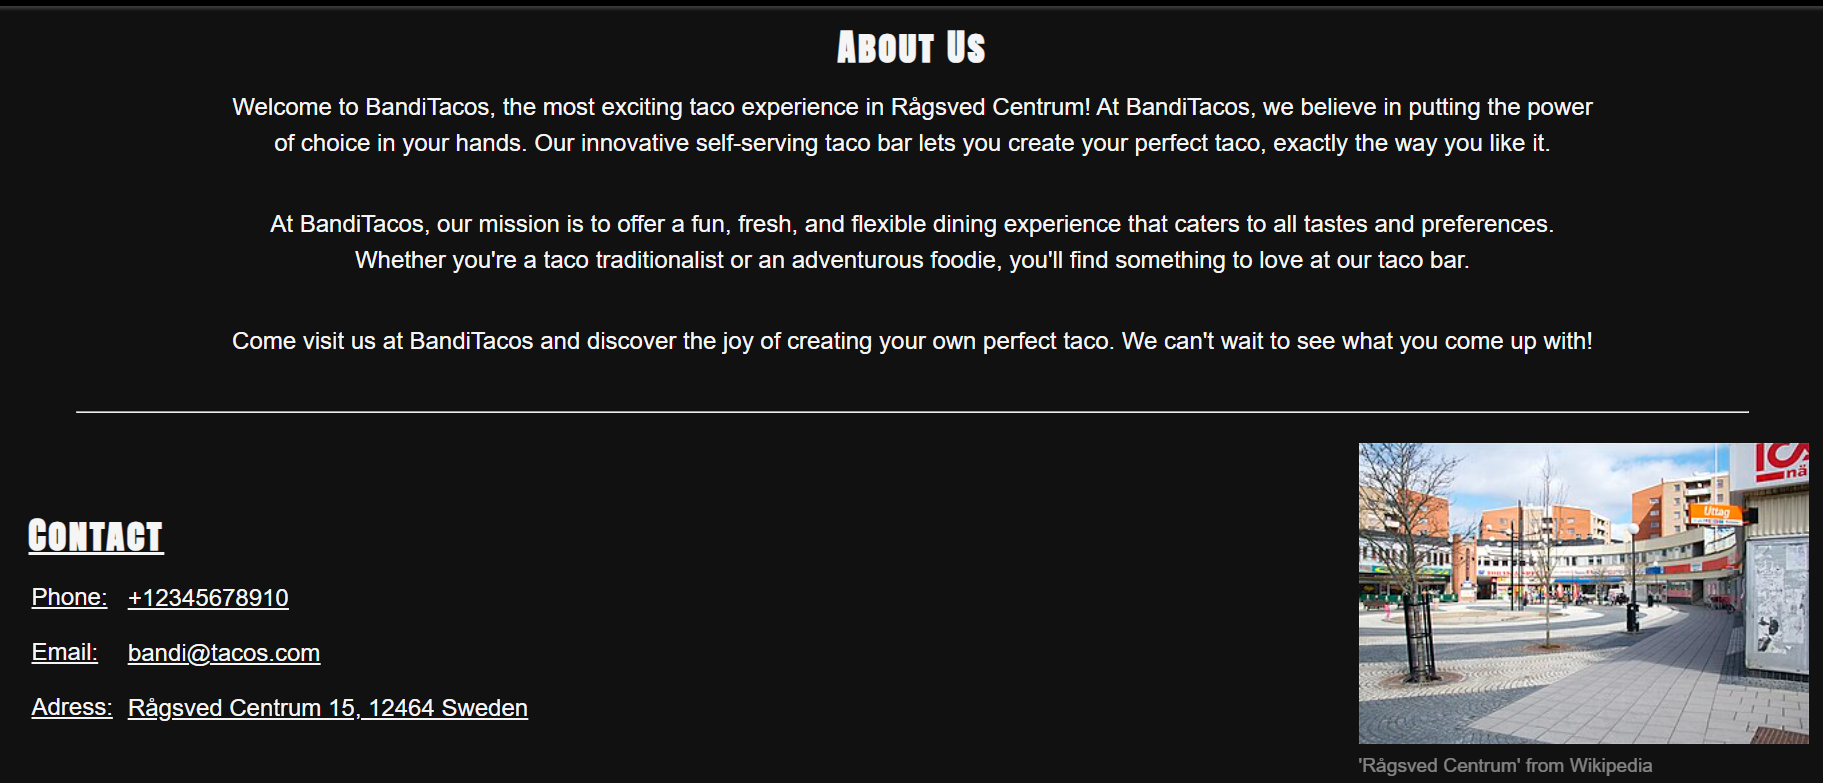 About Us
Welcome to BandiTacos, the most exciting taco experience in Rågsved Centrum! At BandiTacos, we believe in putting the power
of choice in your hands. Our innovative self-serving taco bar lets you create your perfect taco, exactly the way you like it.
At BandiTacos, our mission is to offer a fun, fresh, and flexible dining experience that caters to all tastes and preferences.
Whether you're a taco traditionalist or an adventurous foodie, you'll find something to love at our taco bar.
Come visit us at BandiTacos and discover the joy of creating your own perfect taco. We can't wait to see what you come up with!
Contact
Phone: +12345678910
Email: bandi@tacos.com
Adress: Rågsved Centrum 15, 12464 Sweden
ICA
nä
Uttag
'Rågsved Centrum' from Wikipedia